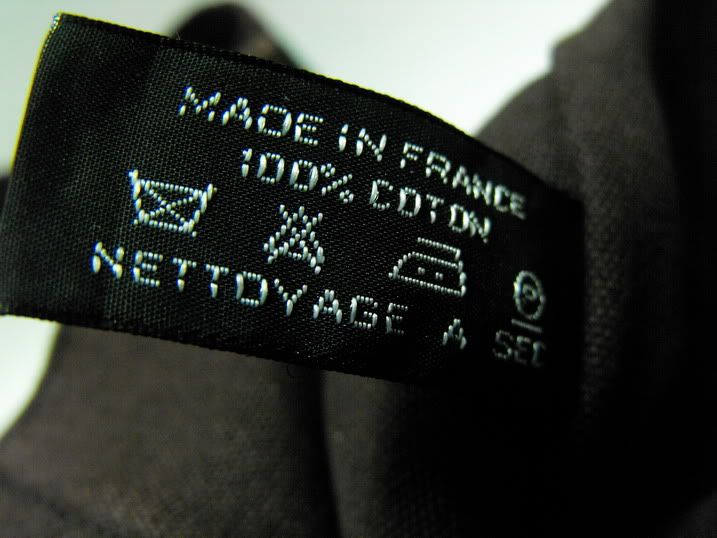 MADE IN FRANCE
100% COTON
NETTOYAGE A SEC